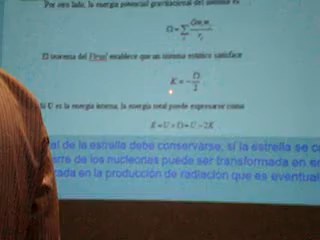 Por otro lado, la energía potencial gravitacional del sistema es
El teorema del Virial establece que un sistema estático satisface
K = - Ω / 2
Si U es la energía interna, la energía total puede expresarse como
E = U + Ω = U - 2K
al de la estrella debe conservarse, si la estrella se
de los nucleones puede ser transformada en
en la producción de radiación que es